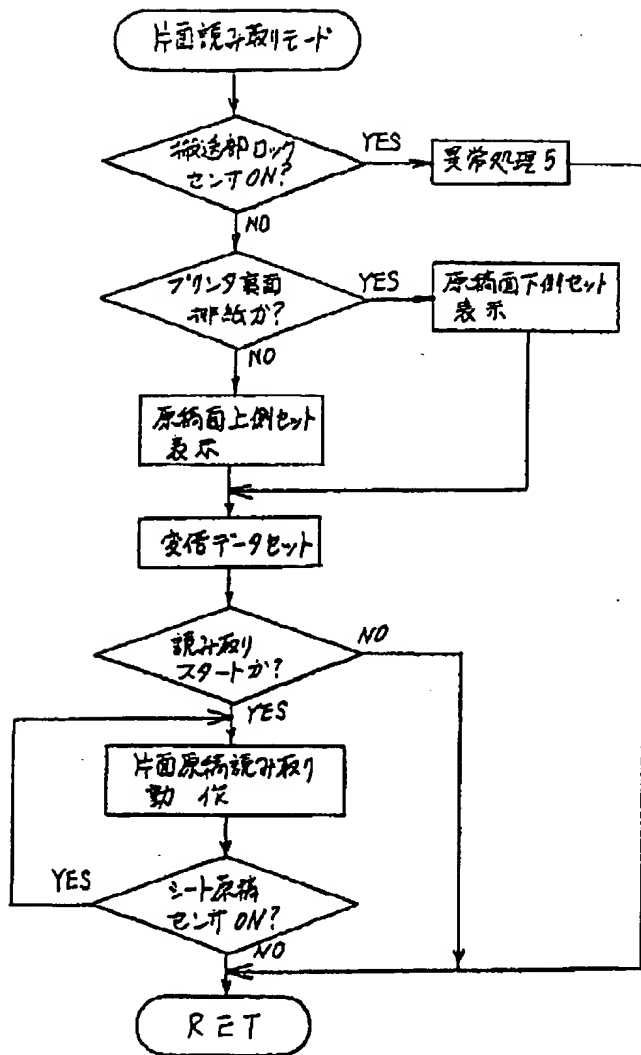 片面読み取りモード
搬送部ロック
センサON?
YES
異常処理5
NO
プリンタ裏面
排紙か?
YES
原稿面下側セット
表示
NO
原稿面上側セット
表示
変倍データセット
読み取り
スタートか?
NO
YES
片面原稿読み取り
動作
YES
シート原稿
センサON?
NO
RET